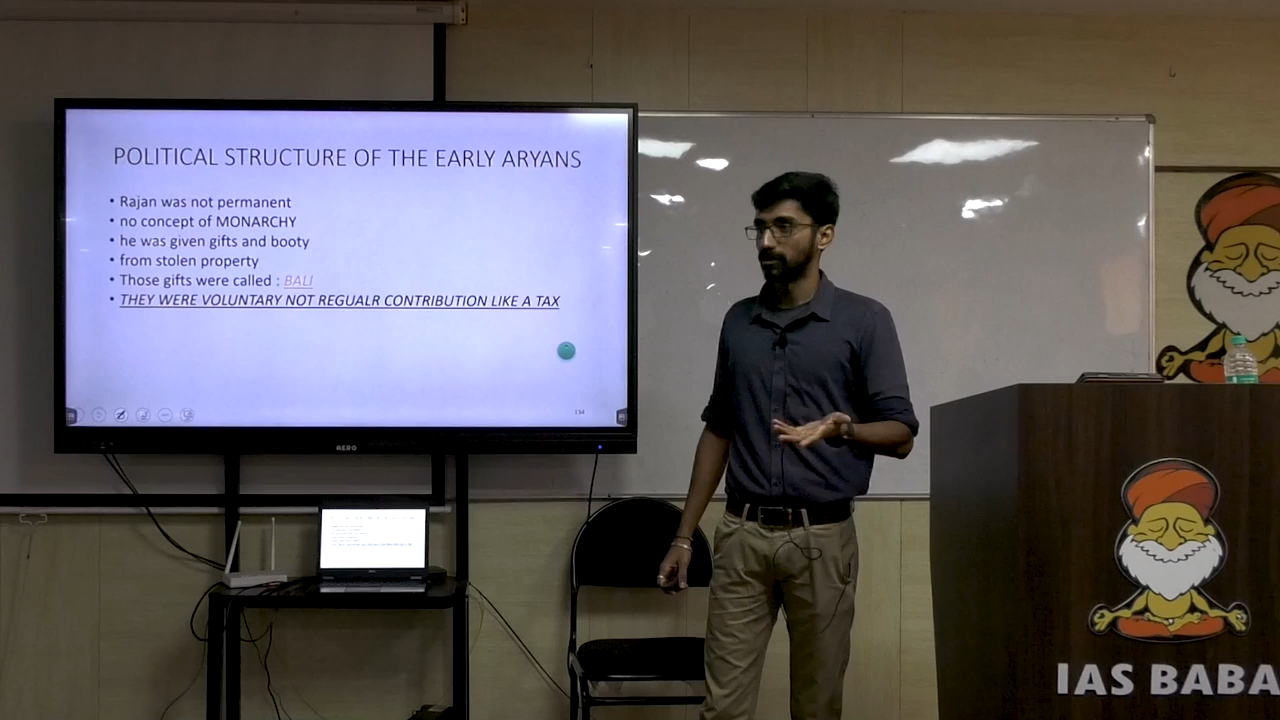 POLITICAL STRUCTURE OF THE EARLY ARYANS
• Rajan was not permanent
• no concept of MONARCHY
• he was given gifts and booty
• from stolen property
• Those gifts were called : BALI
• THEY WERE VOLUNTARY NOT REGUALR CONTRIBUTION LIKE A TAX
134
AERO
IAS BABA